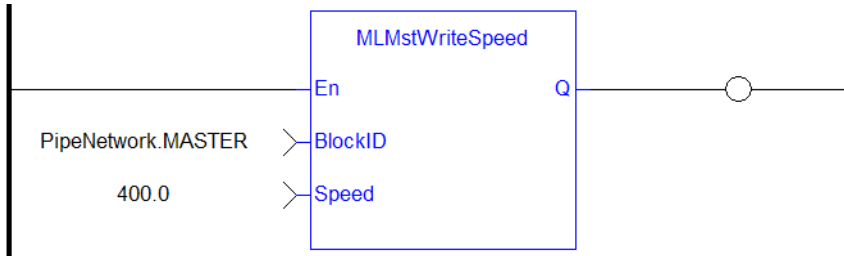 MLMstWriteSpeed
En Q
PipeNetwork.MASTER BlockID
400.0 Speed